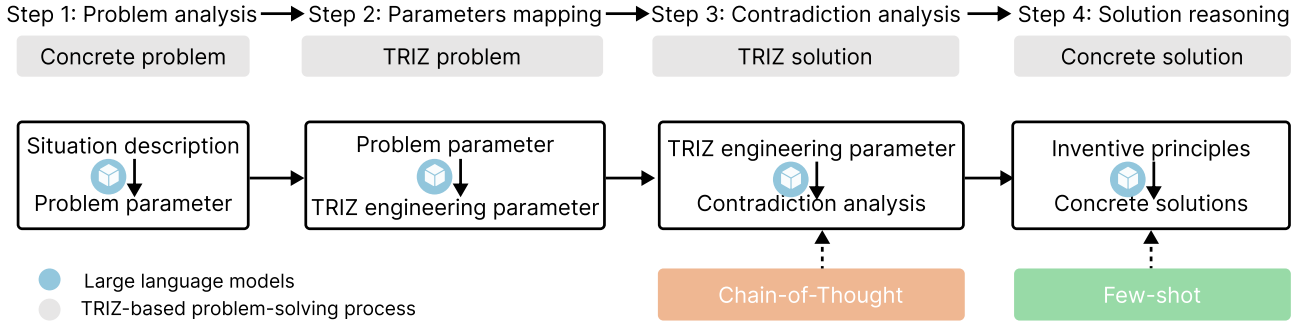 Step 1: Problem analysis Step 2: Parameters mapping Step 3: Contradiction analysis Step 4: Solution reasoning
Concrete problem TRIZ problem TRIZ solution Concrete solution
Situation description
Problem parameter
Problem parameter
TRIZ engineering parameter
TRIZ engineering parameter
Contradiction analysis
Inventive principles
Concrete solutions
Large language models
TRIZ-based problem-solving process
Chain-of-Thought
Few-shot